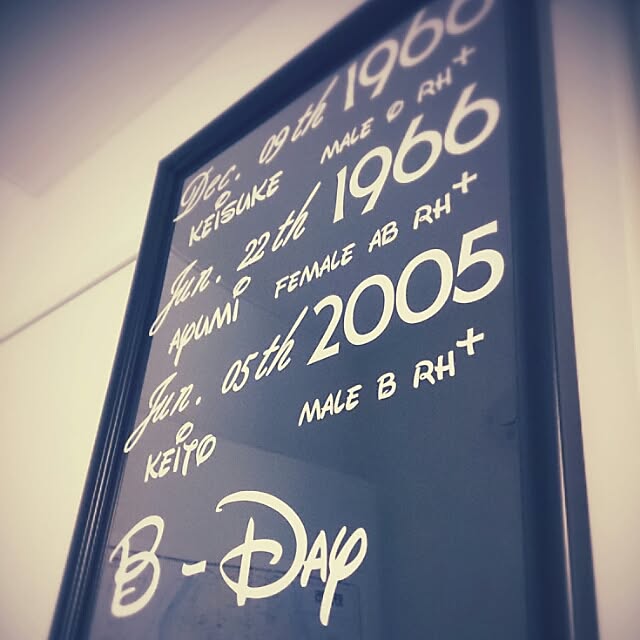 Dec. 09th 1966
KEiSUKE MALE O RH+
Jun. 22th 1966
AYUMi FEMALE AB RH+
Jun. 05th 2005
KEiTO MALE B RH+
B-DAY